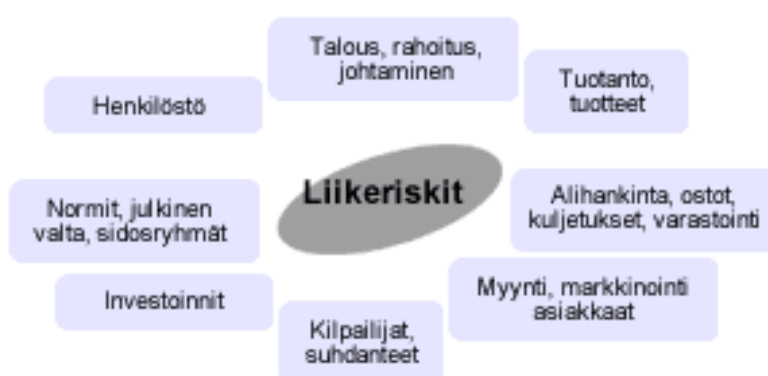 Talous, rahoitus,
johtaminen
Tuotanto,
tuotteet
Henkilöstö
Liikeriskit
Normit, julkinen
valta, sidosryhmät
Alihankinta, ostot,
kuljetukset, varastointi
Investoinnit
Myynti, markkinointi
asiakkaat
Kilpailijat,
suhdanteet